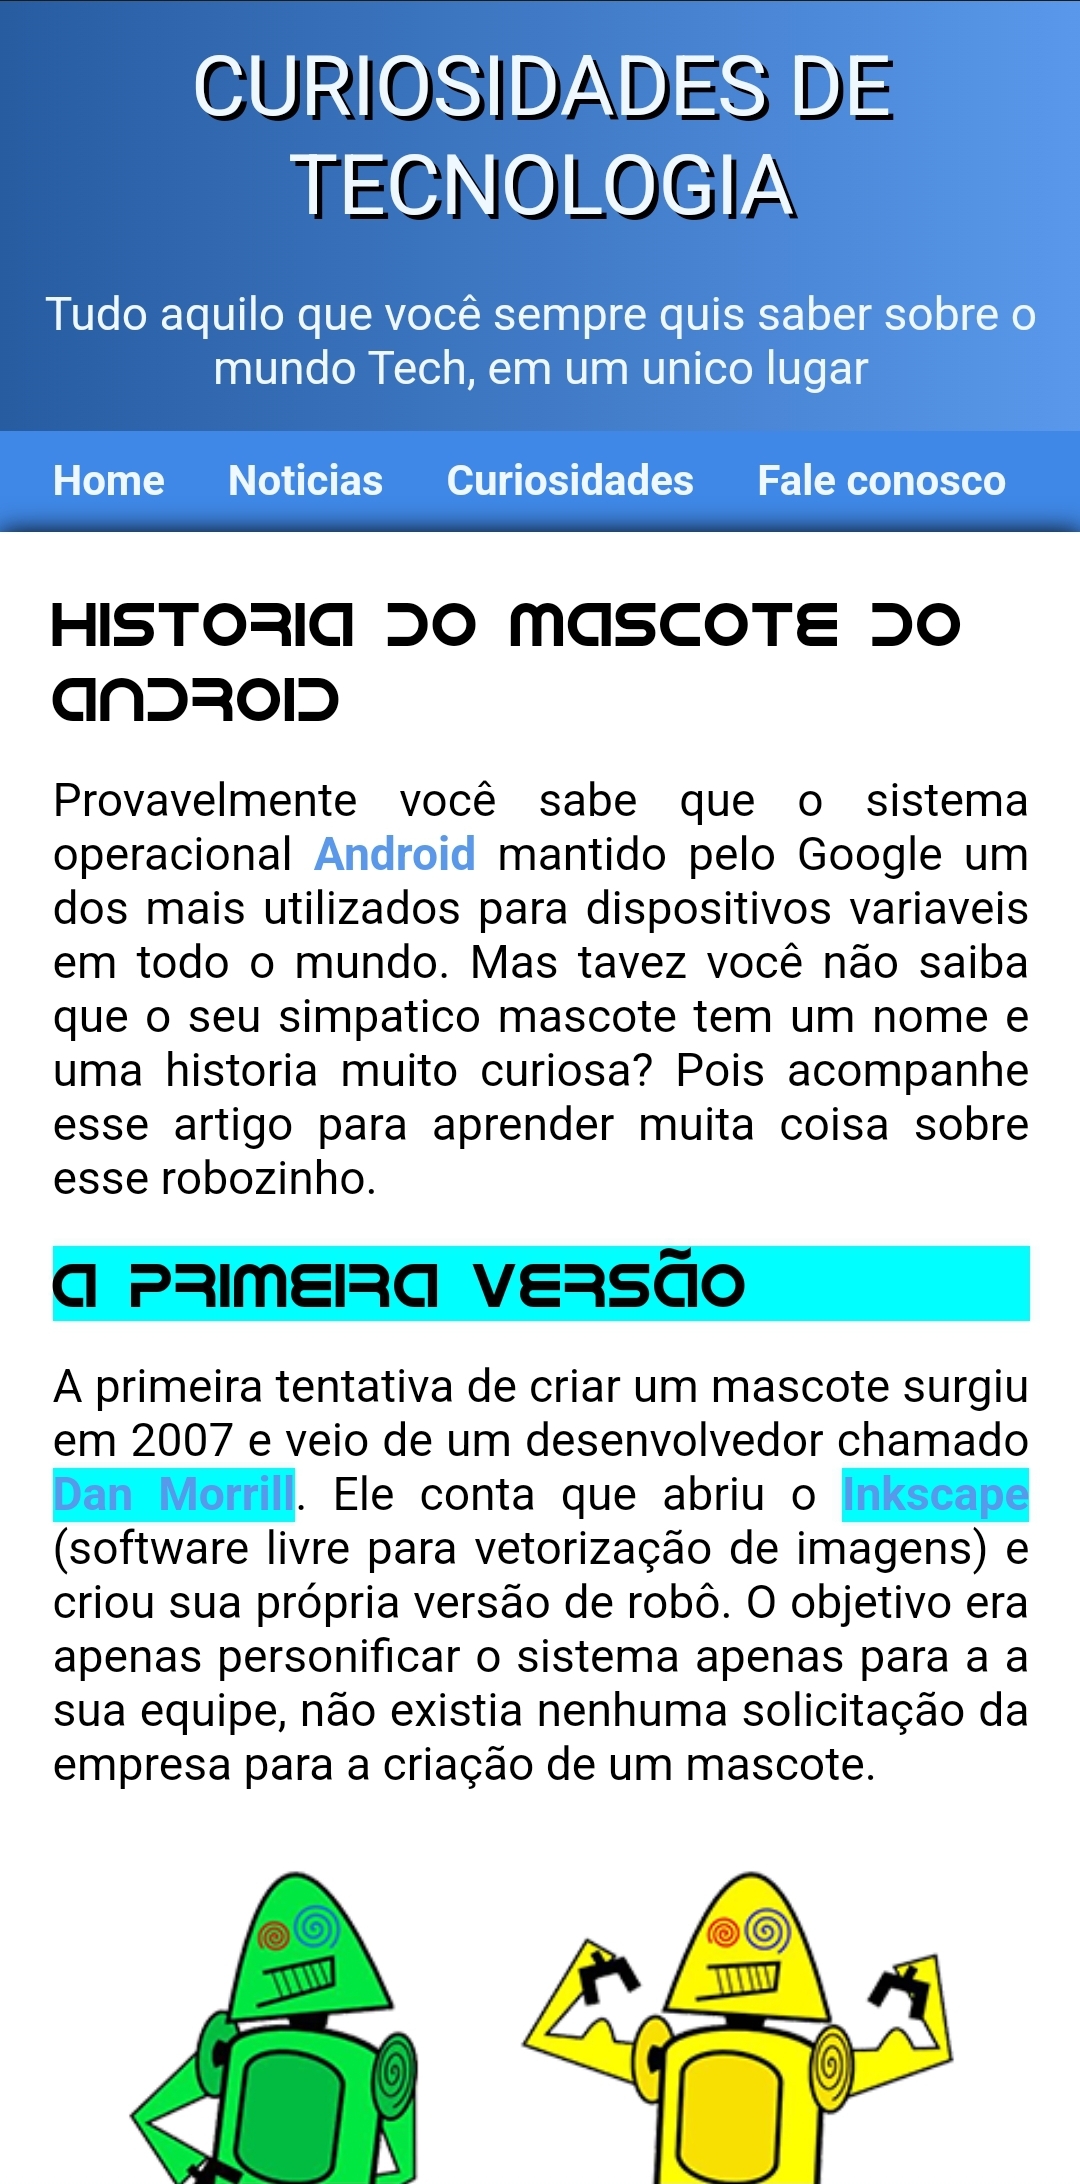 CURIOSIDADES DE
TECNOLOGIA
Tudo aquilo que você sempre quis saber sobre o
mundo Tech, em um unico lugar
Home Noticias Curiosidades Fale conosco
HISTORIA DO MASCOTE DO
ANDROID
Provavelmente você sabe que o sistema
operacional Android mantido pelo Google um
dos mais utilizados para dispositivos variaveis
em todo o mundo. Mas tavez você não saiba
que o seu simpatico mascote tem um nome e
uma historia muito curiosa? Pois acompanhe
esse artigo para aprender muita coisa sobre
esse robozinho.
A PRIMEIRA VERSÃO
A primeira tentativa de criar um mascote surgiu
em 2007 e veio de um desenvolvedor chamado
Dan Morrill. Ele conta que abriu o Inkscape
(software livre para vetorização de imagens) e
criou sua própria versão de robô. O objetivo era
apenas personificar o sistema apenas para a a
sua equipe, não existia nenhuma solicitação da
empresa para a criação de um mascote.